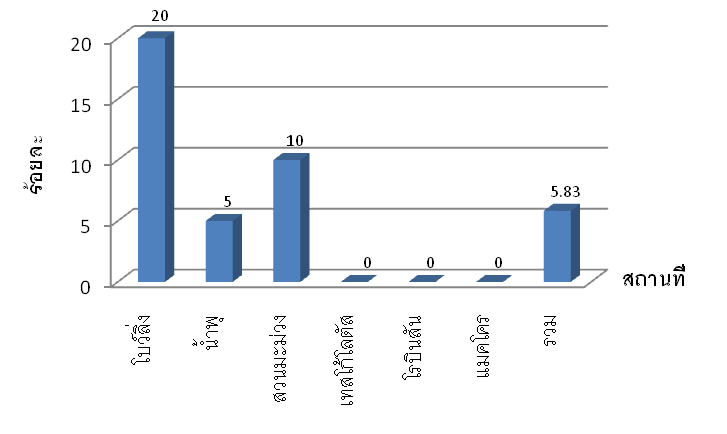 ร้อยละ
20
15
10
5
0
20
5
10
0
0
0
5.83
สถานที่
โบว์ลิ่ง
น้ำพุ
สวนมะม่วง
เทสโก้โลตัส
โรบินสัน
แมคโคร
รวม